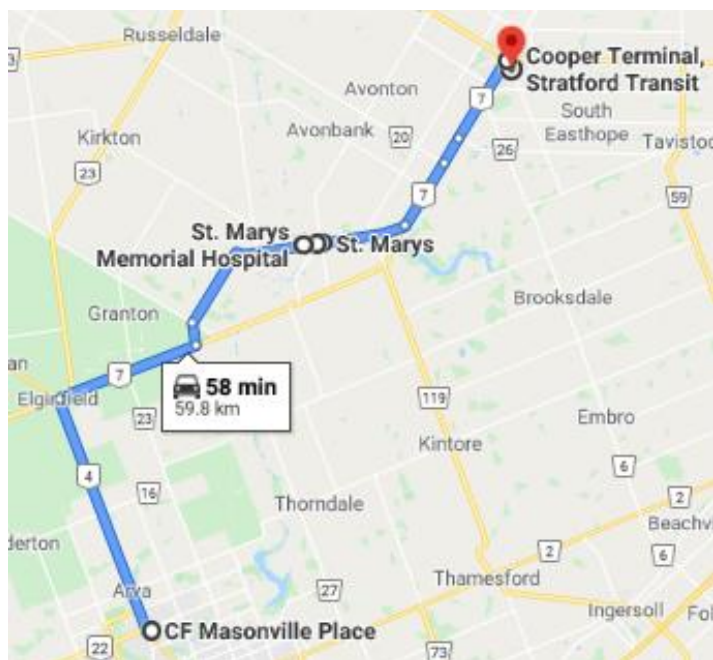 Russeldale
Cooper Terminal,
Stratford Transit
Avonton
7
South
Easthope
Avonbank
20
Kirkton
26
Tavistoc
23
7
59
St. Marys
Memorial Hospital
St. Marys
Brooksdale
Granton
7
58 min
59.8 km
Elginfield
23
119
Embro
Kintore
4
16
6
2
Thorndale
Beachv
derton
2
6
Arva
27
Thamesford
Ingersoll
Fol
CF Masonville Place
22
73